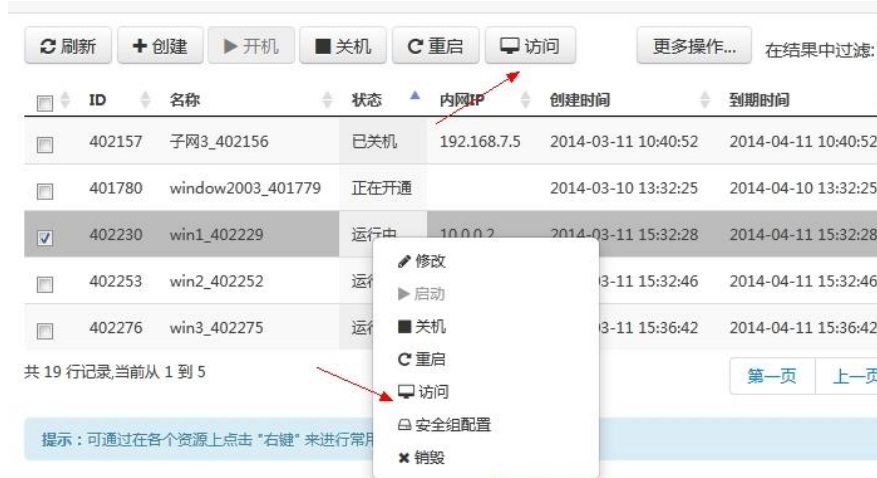 刷新 创建 开机 关机 重启 访问 更多操作... 在结果中过滤:
ID 名称 状态 内网IP 创建时间 到期时间
402157 子网3_402156 已关机 192.168.7.5 2014-03-11 10:40:52 2014-04-11 10:40:52
401780 window2003_401779 正在开通 2014-03-10 13:32:25 2014-04-10 13:32:25
402230 win1_402229 运行中 10.0.0.2 2014-03-11 15:32:28 2014-04-11 15:32:28
402253 win2_402252 运行 3-11 15:32:46 2014-04-11 15:32:46
402276 win3_402275 运行 3-11 15:36:42 2014-04-11 15:36:42
修改
启动
关机
重启
访问
安全组配置
销毁
共 19 行记录,当前从 1 到 5 第一页 上一页
提示：可通过在各个资源上点击 "右键" 来进行常用